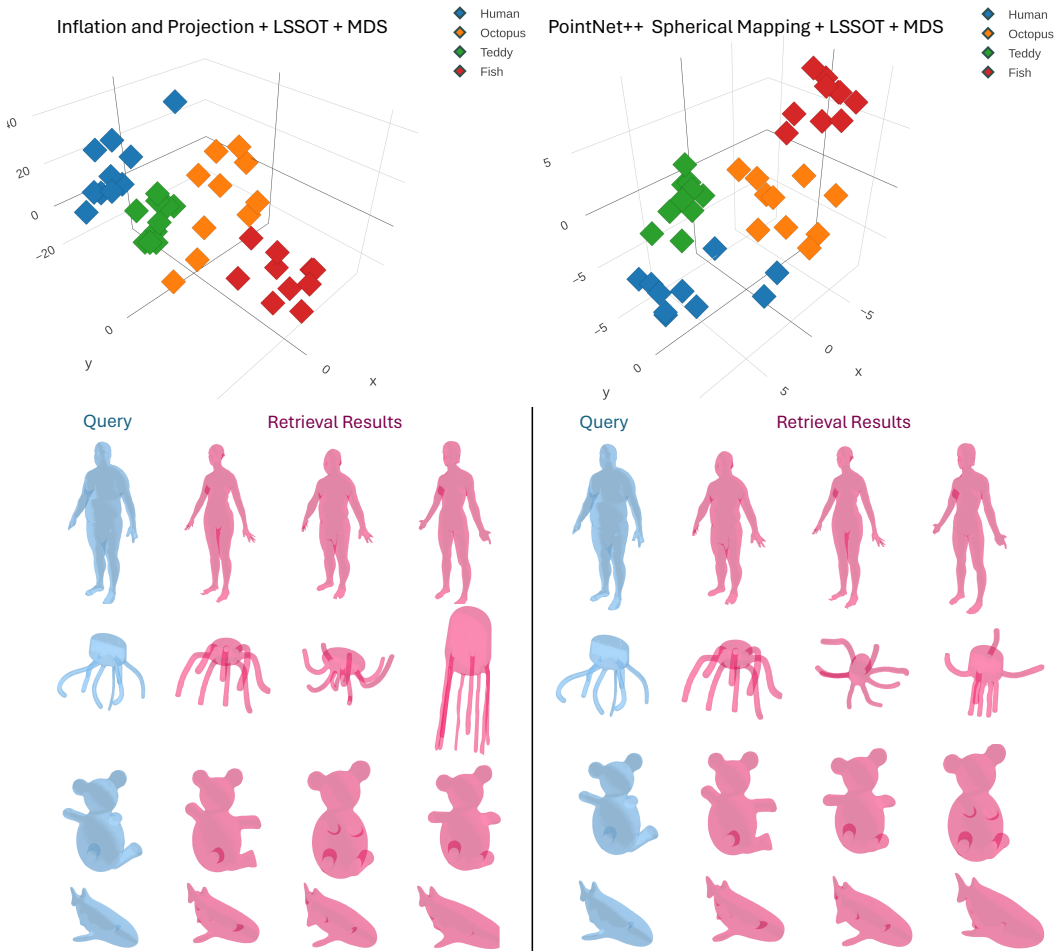 Inflation and Projection + LSSOT + MDS
Human
Octopus
Teddy
Fish
40
20
0
−20
0
y
0
x
PointNet++ Spherical Mapping + LSSOT + MDS
Human
Octopus
Teddy
Fish
5
0
−5
−5
0
y
−5
0
x
5
Query
Retrieval Results
Query
Retrieval Results